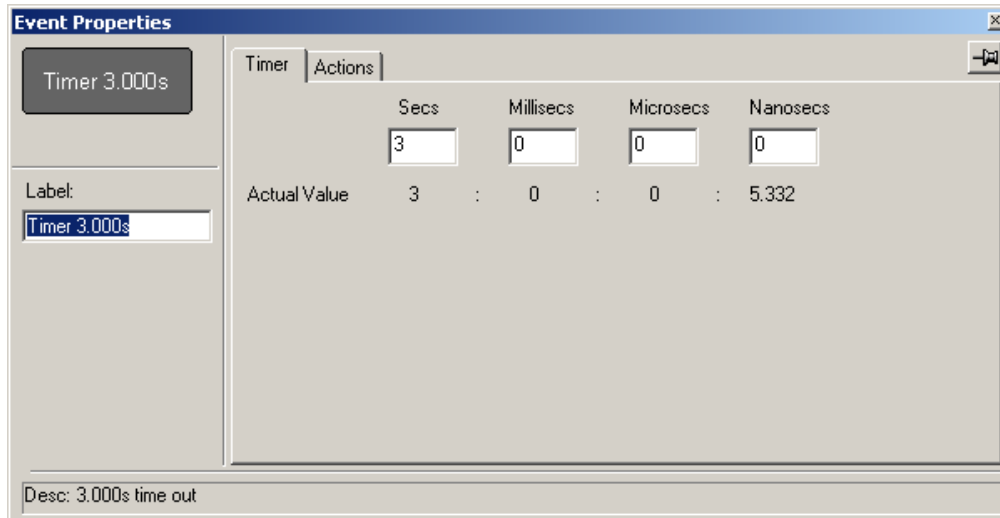 Event Properties
Timer 3.000s
Timer Actions
Secs Millisecs Microsecs Nanosecs
3 0 0 0
Label:
Actual Value 3 : 0 : 0 : 5.332
Timer 3.000s
Desc: 3.000s time out